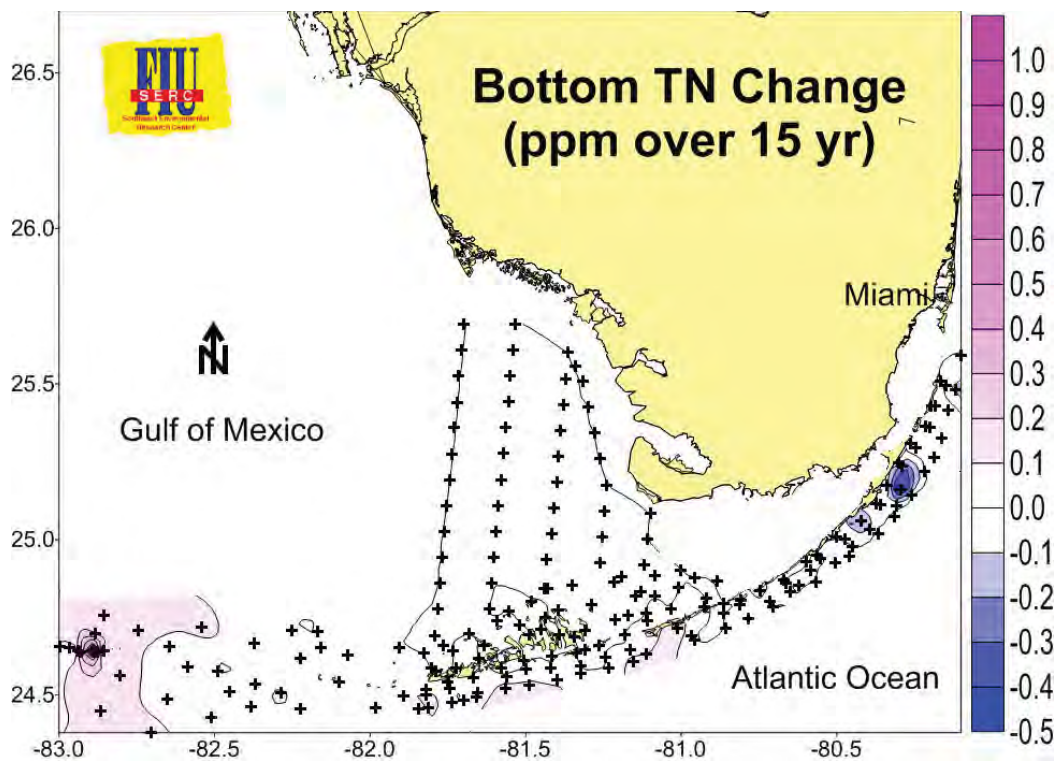 FIU
SERC
Southeast Environmental
Research Center
Bottom TN Change
(ppm over 15 yr)
Miami
N
Gulf of Mexico
Atlantic Ocean
26.5
26.0
25.5
25.0
24.5
-83.0
-82.5
-82.0
-81.5
-81.0
-80.5
1.0
0.9
0.8
0.7
0.6
0.5
0.4
0.3
0.2
0.1
0.0
-0.1
-0.2
-0.3
-0.4
-0.5